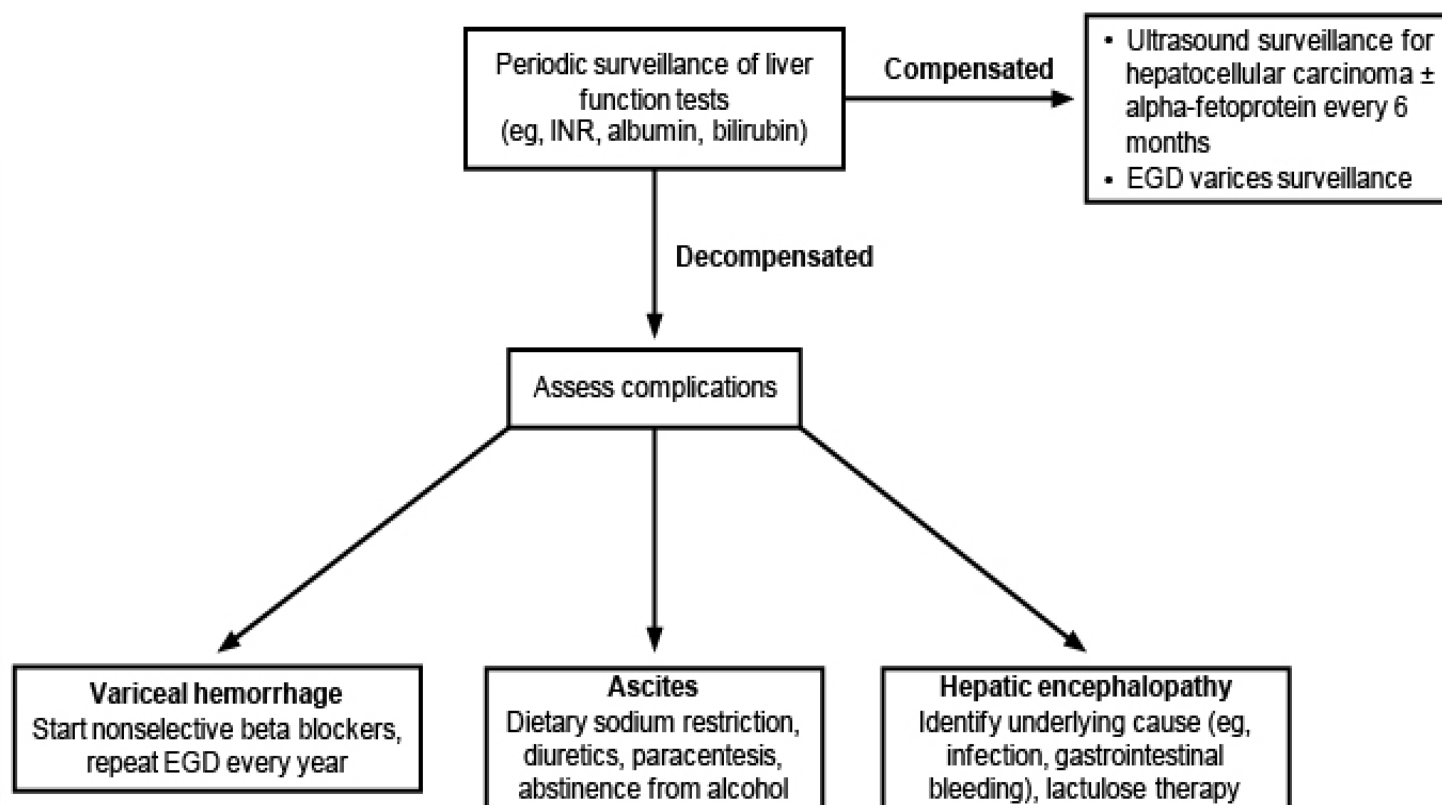 Periodic surveillance of liver
function tests
(eg, INR, albumin, bilirubin)
Compensated
• Ultrasound surveillance for
hepatocellular carcinoma ±
alpha-fetoprotein every 6
months
• EGD varices surveillance
Decompensated
Assess complications
Variceal hemorrhage
Start nonselective beta blockers,
repeat EGD every year
Ascites
Dietary sodium restriction,
diuretics, paracentesis,
abstinence from alcohol
Hepatic encephalopathy
Identify underlying cause (eg,
infection, gastrointestinal
bleeding), lactulose therapy